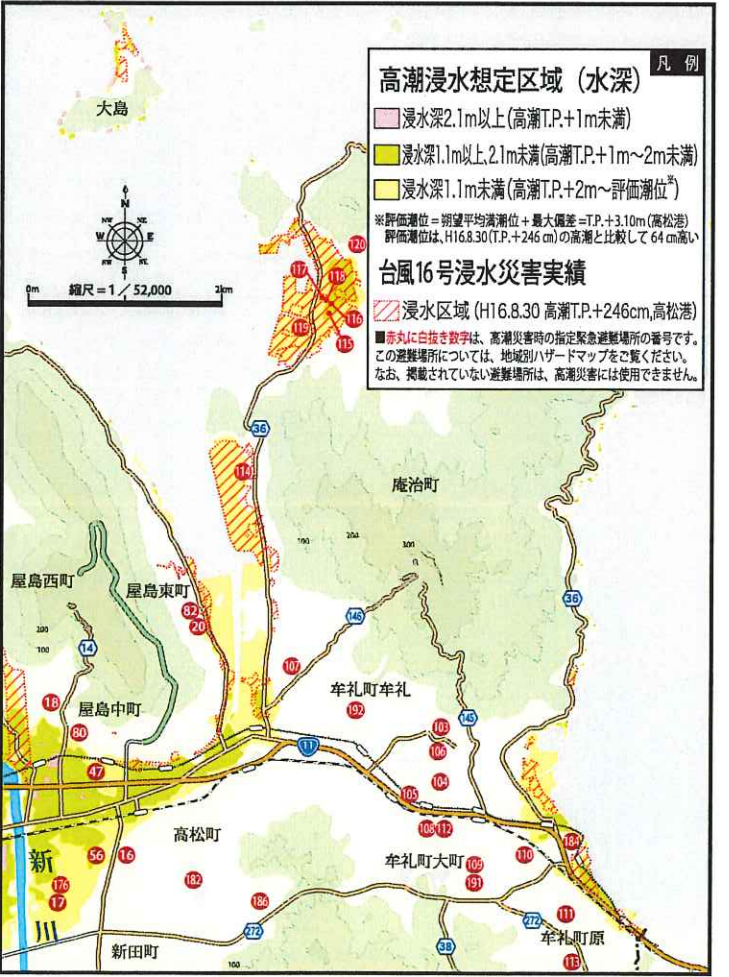 凡例
高潮浸水想定区域（水深）
浸水深2.1m以上(高潮T.P.+1m未満)
浸水深1.1m以上,2.1m未満(高潮T.P.+1m〜2m未満)
浸水深1.1m未満(高潮T.P.+2m〜評価潮位※)
※評価潮位＝朔望平均満潮位＋最大偏差=T.P.+3.10m(高松港)
評価潮位は、H16.8.30(T.P.+246㎝)の高潮と比較して64㎝高い
台風16号浸水災害実績
浸水区域(H16.8.30 高潮T.P.+246cm,高松港)
■赤丸に白抜き数字は、高潮災害時の指定緊急避難場所の番号です。
この避難場所については、地域別ハザードマップをご覧ください。
なお、掲載されていない避難場所は、高潮災害には使用できません。
大島
N
NW
NE
W
E
SW
SE
S
0m
縮尺＝1／52,000
2km
120
117
118
116
119
115
36
114
庵治町
100
200
300
屋島西町
屋島東町
82
20
36
146
200
100
14
107
牟礼町牟礼
18
屋島中町
192
80
103
145
106
11
47
104
105
高松町
108
112
184
新
56
16
牟礼町大町
109
110
176
182
191
17
186
111
川
272
272
牟礼町原
新田町
38
113
100